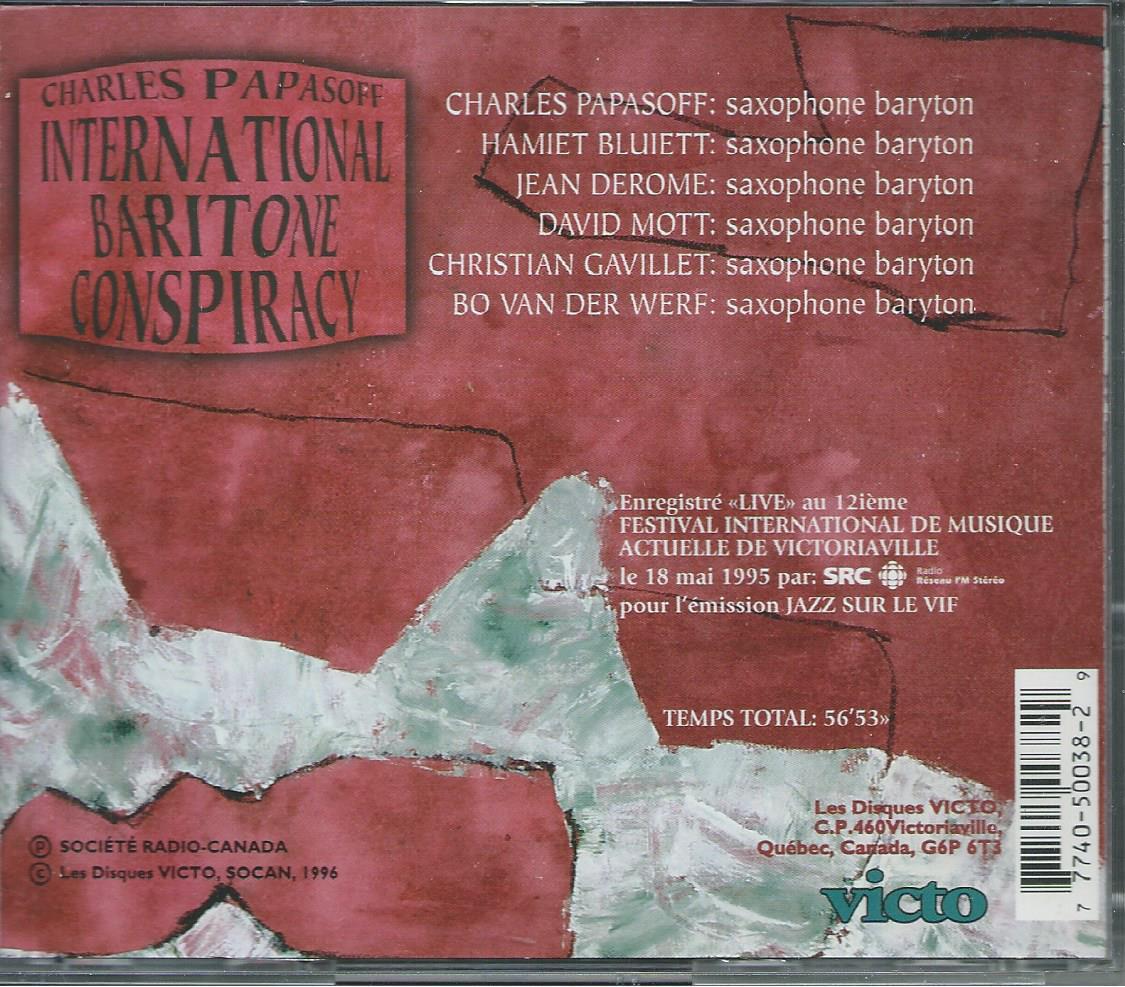 CHARLES PAPASOFF
INTERNATIONAL
BARITONE
CONSPIRACY
CHARLES PAPASOFF: saxophone baryton
HAMIET BLUIETT: saxophone baryton
JEAN DEROME: saxophone baryton
DAVID MOTT: saxophone baryton
CHRISTIAN GAVILLET: saxophone baryton
BO VAN DER WERF: saxophone baryton
Enregistré «LIVE» au 12ième
FESTIVAL INTERNATIONAL DE MUSIQUE
ACTUELLE DE VICTORIAVILLE
le 18 mai 1995 par: SRC Radio
Réseau FM Stéréo
pour l'émission JAZZ SUR LE VIF
TEMPS TOTAL: 56'53»
Les Disques VICTO,
C.P.460Victoriaville,
Québec, Canada, G6P 6T3
victo
Ⓟ SOCIÉTÉ RADIO-CANADA
© Les Disques VICTO, SOCAN, 1996
7 7740-50038-2 9